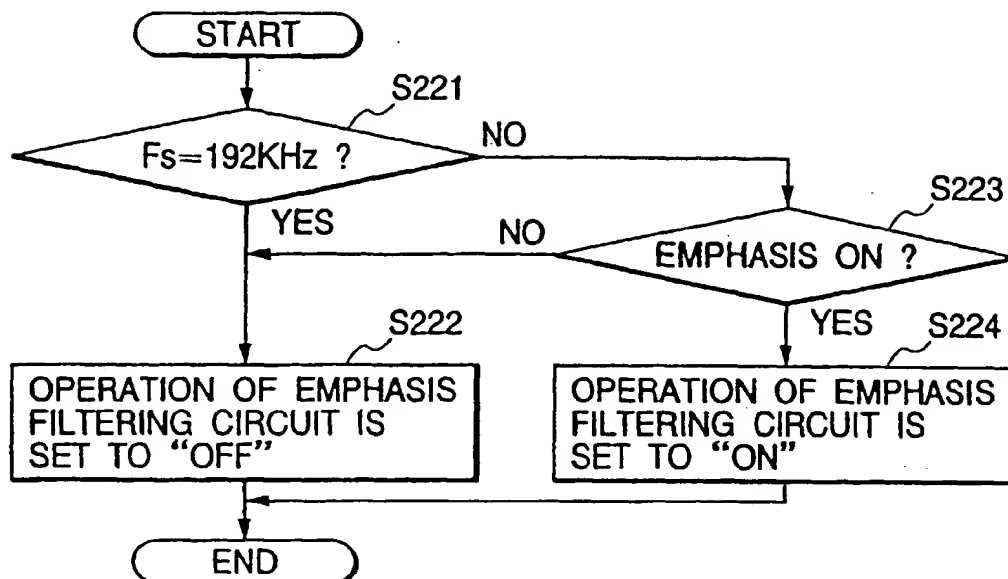 START
S221
Fs=192KHz ?
NO
YES
S223
EMPHASIS ON ?
NO
YES
S222
OPERATION OF EMPHASIS
FILTERING CIRCUIT IS
SET TO “OFF”
S224
OPERATION OF EMPHASIS
FILTERING CIRCUIT IS
SET TO “ON”
END